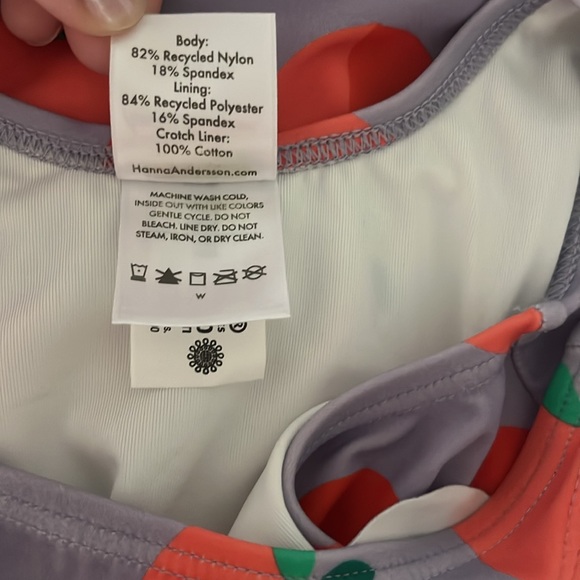 Body:
82% Recycled Nylon
18% Spandex
Lining:
84% Recycled Polyester
16% Spandex
Crotch Liner:
100% Cotton
HannaAndersson.com
MACHINE WASH COLD,
INSIDE OUT WITH LIKE COLORS
GENTLE CYCLE. DO NOT
BLEACH. LINE DRY. DO NOT
STEAM, IRON, OR DRY CLEAN.
W
®